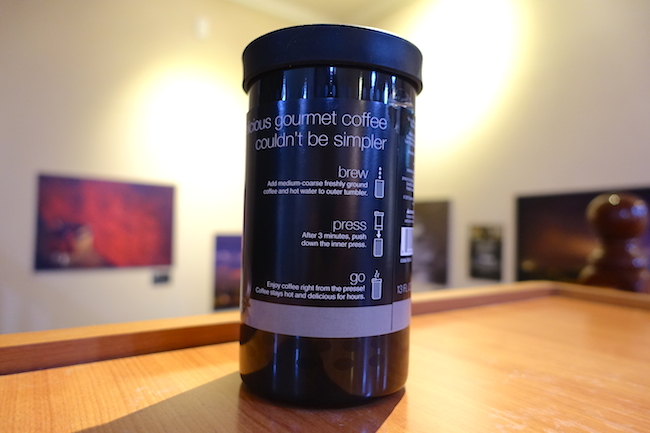 gourmet coffee
couldn't be simpler
brew
Add medium-coarse freshly ground
coffee and hot water to outer tumbler.
press
After 3 minutes, push
down the inner press.
go
Enjoy coffee right from the presse!
Coffee stays hot and delicious for hours.
13